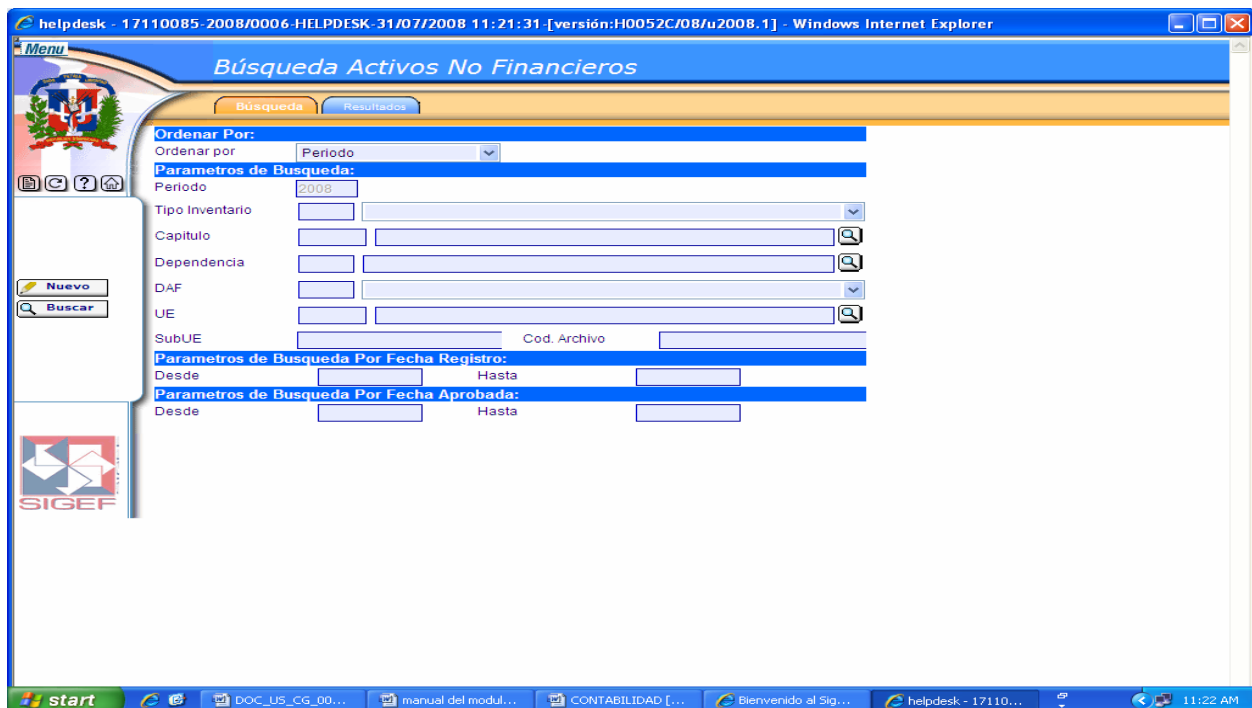 helpdesk - 17110085-2008/0006-HELPDESK-31/07/2008 11:21:31-[versión:H0052C/08/u2008.1] - Windows Internet Explorer
Menu
Búsqueda Activos No Financieros
Búsqueda Resultados
Ordenar Por:
Ordenar por Periodo
Parametros de Busqueda:
Periodo 2008
Tipo Inventario
Capitulo
Dependencia
Nuevo
DAF
Buscar
UE
SubUE Cod. Archivo
Parametros de Busqueda Por Fecha Registro:
Desde Hasta
Parametros de Busqueda Por Fecha Aprobada:
Desde Hasta
SIGEF
start DOC_US_CG_00... manual del modul... CONTABILIDAD [... Bienvenido al Sig... helpdesk - 17110... 11:22 AM